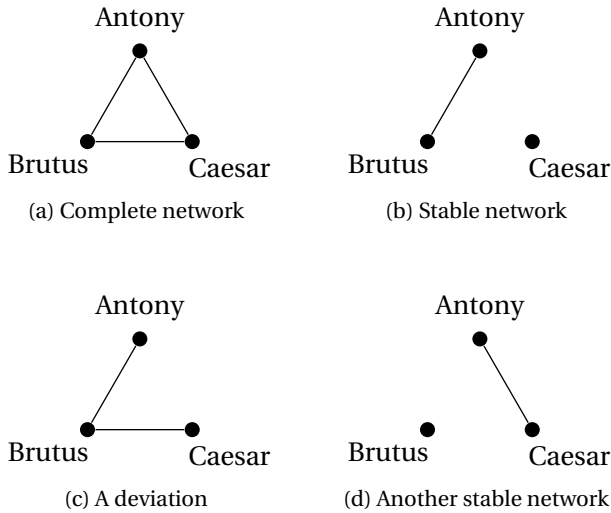 Antony
Brutus
Caesar
(a) Complete network
Antony
Brutus
Caesar
(b) Stable network
Antony
Brutus
Caesar
(c) A deviation
Antony
Brutus
Caesar
(d) Another stable network